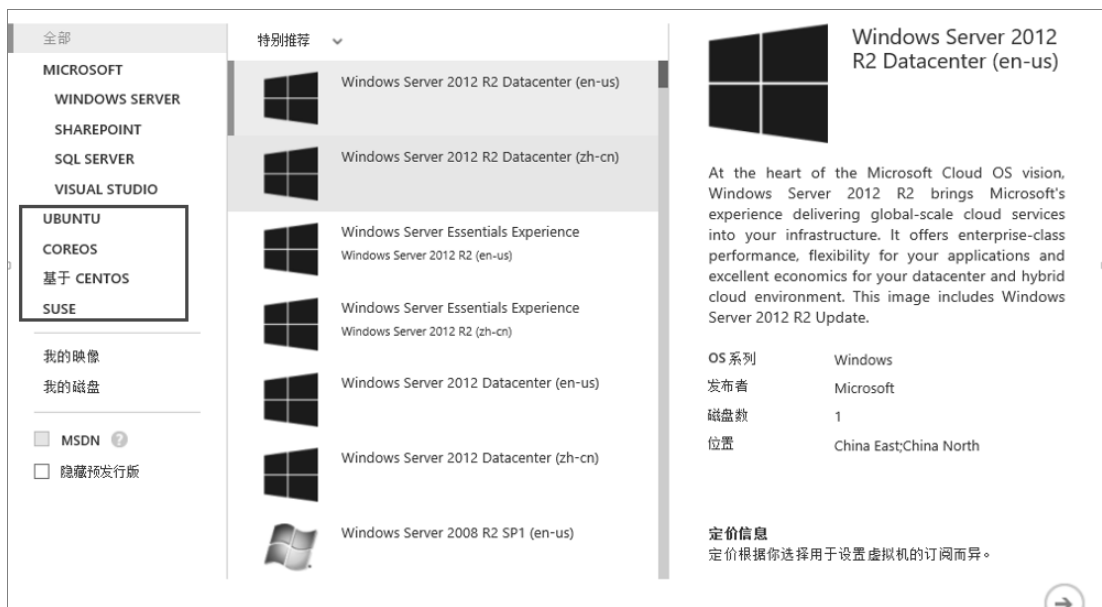 全部
MICROSOFT
WINDOWS SERVER
SHAREPOINT
SQL SERVER
VISUAL STUDIO
UBUNTU
COREOS
基于 CENTOS
SUSE
我的映像
我的磁盘
MSDN ?
隐藏预发行版
特别推荐
Windows Server 2012 R2 Datacenter (en-us)
Windows Server 2012 R2 Datacenter (zh-cn)
Windows Server Essentials Experience
Windows Server 2012 R2 (en-us)
Windows Server Essentials Experience
Windows Server 2012 R2 (zh-cn)
Windows Server 2012 Datacenter (en-us)
Windows Server 2012 Datacenter (zh-cn)
Windows Server 2008 R2 SP1 (en-us)
Windows Server 2012
R2 Datacenter (en-us)
At the heart of the Microsoft Cloud OS vision,
Windows Server 2012 R2 brings Microsoft's
experience delivering global-scale cloud services
into your infrastructure. It offers enterprise-class
performance, flexibility for your applications and
excellent economics for your datacenter and hybrid
cloud environment. This image includes Windows
Server 2012 R2 Update.
OS 系列 Windows
发布者 Microsoft
磁盘数 1
位置 China East;China North
定价信息
定价根据你选择用于设置虚拟机的订阅而异。